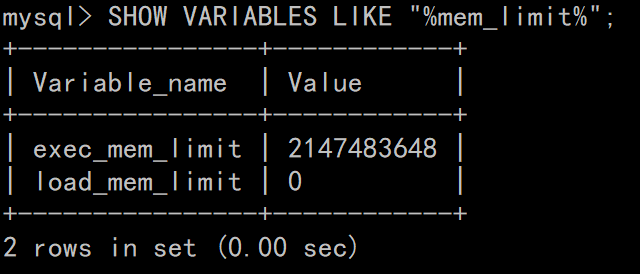 mysql> SHOW VARIABLES LIKE "%mem_limit%";
+----------------+------------+
| Variable_name  | Value      |
+----------------+------------+
| exec_mem_limit | 2147483648 |
| load_mem_limit | 0          |
+----------------+------------+
2 rows in set (0.00 sec)